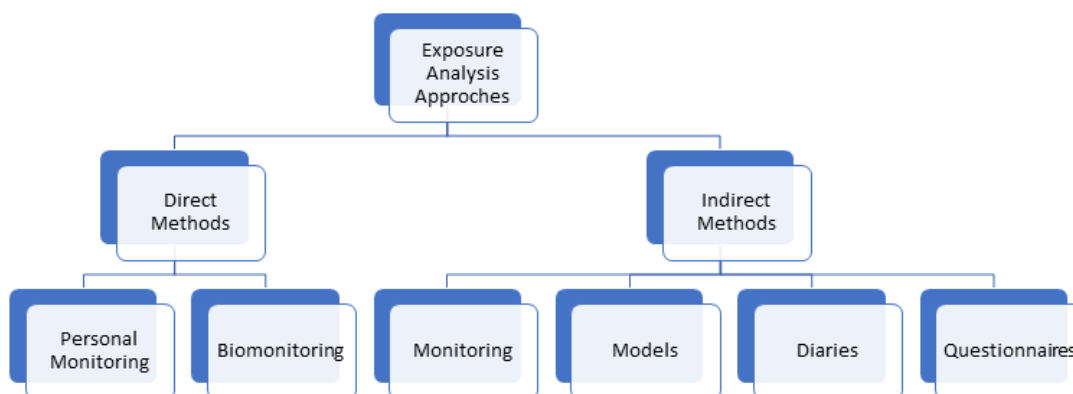 Exposure
Analysis
Approches
Direct
Methods
Indirect
Methods
Personal
Monitoring
Biomonitoring
Monitoring
Models
Diaries
Questionnaires